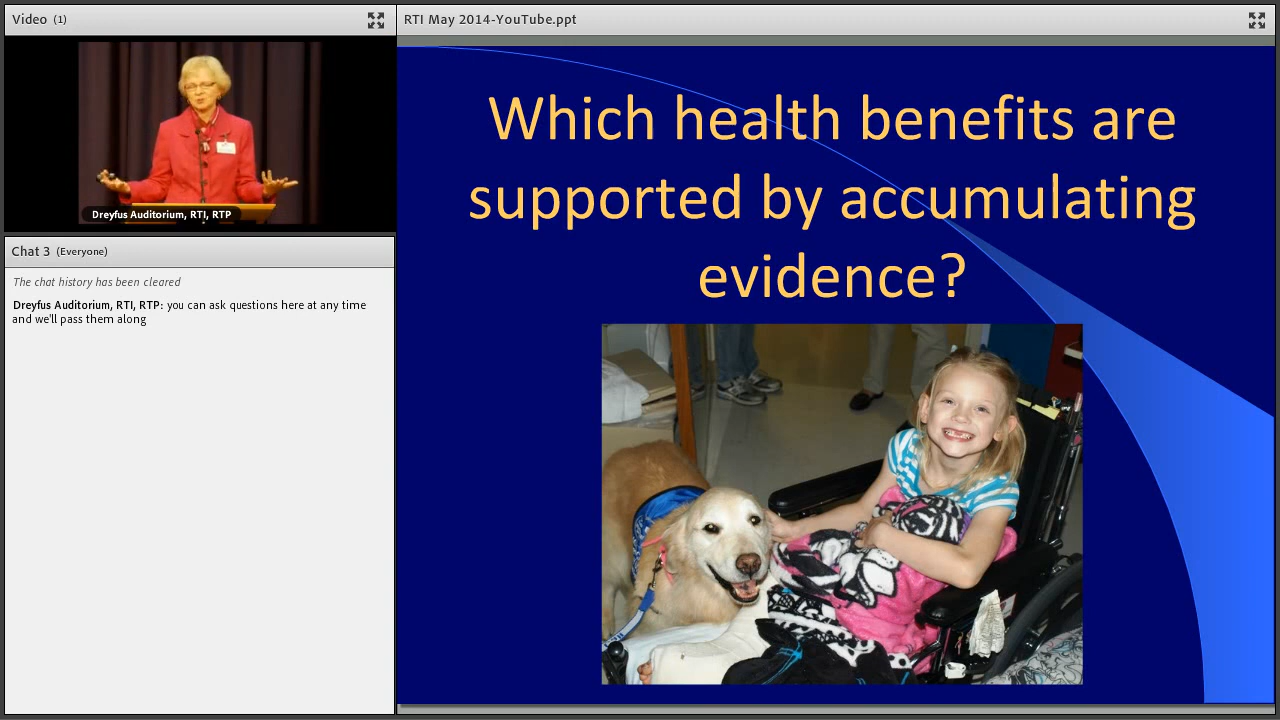 Video (1)
RTI May 2014-YouTube.ppt
Dreyfus Auditorium, RTI, RTP
Chat 3 (Everyone)
The chat history has been cleared
Dreyfus Auditorium, RTI, RTP: you can ask questions here at any time
and we'll pass them along
Which health benefits are
supported by accumulating
evidence?